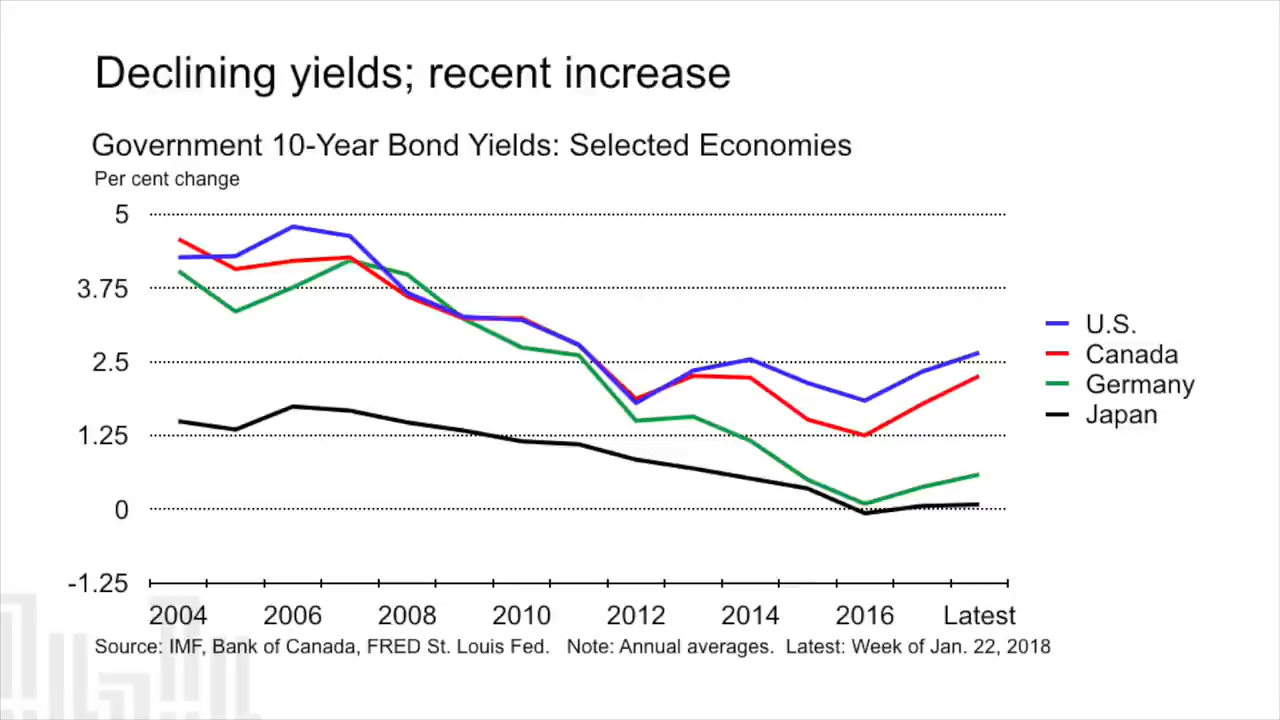 Declining yields; recent increase
Government 10-Year Bond Yields: Selected Economies
Per cent change
5
3.75
2.5
1.25
0
-1.25
U.S.
Canada
Germany
Japan
2004 2006 2008 2010 2012 2014 2016 Latest
Source: IMF, Bank of Canada, FRED St. Louis Fed. Note: Annual averages. Latest: Week of Jan. 22, 2018